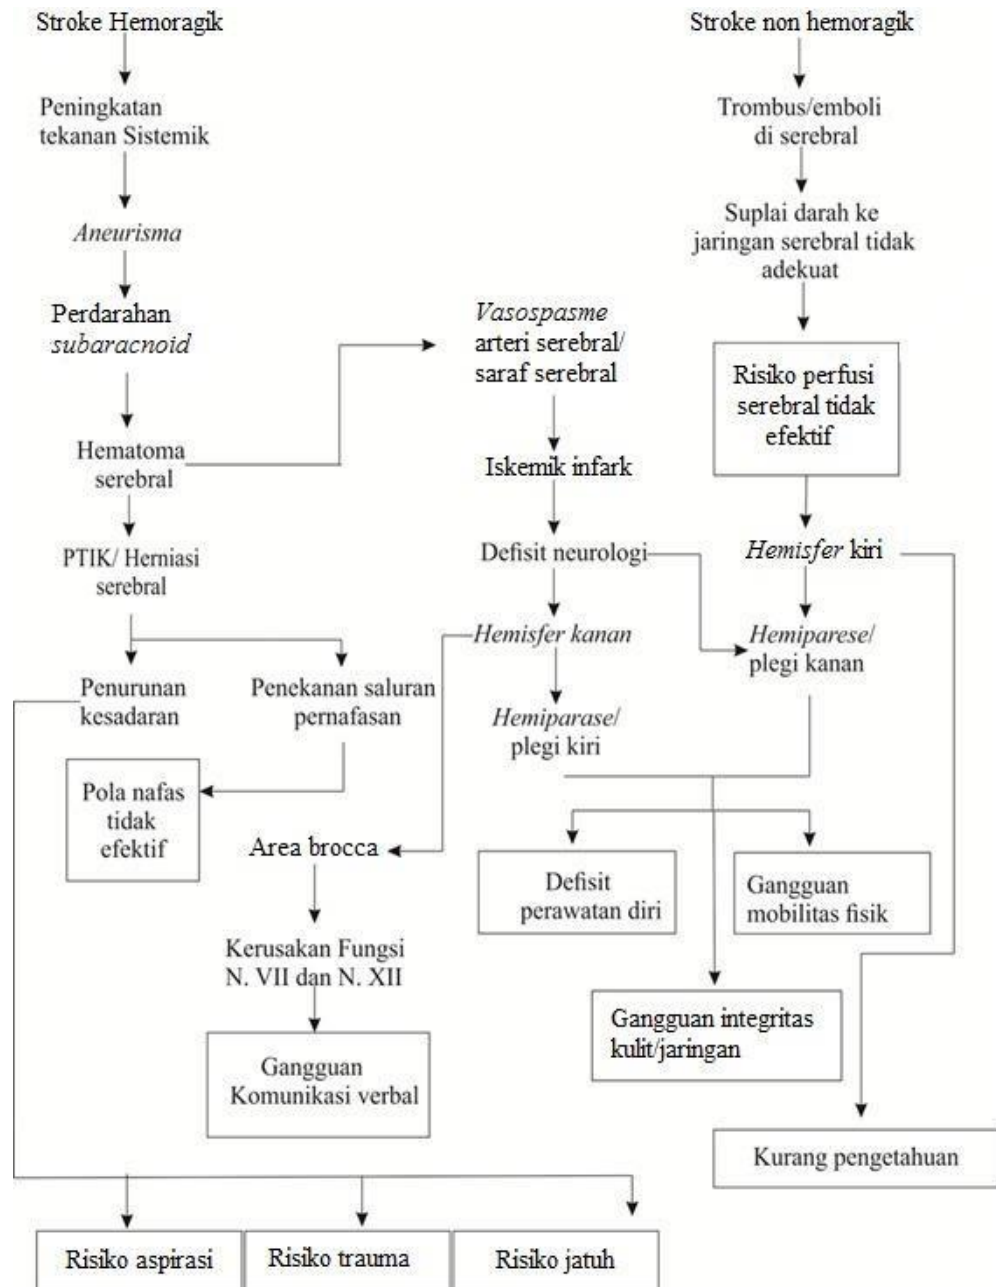 Stroke Hemoragik
Stroke non hemoragik
Peningkatan
tekanan Sistemik
Trombus/emboli
di serebral
Aneurisma
Suplai darah ke
jaringan serebral tidak
adekuat
Perdarahan
subaracnoid
Vasospasme
arteri serebral/
saraf serebral
Risiko perfusi
serebral tidak
efektif
Hematoma
serebral
Iskemik infark
PTIK/ Herniasi
serebral
Defisit neurologi
Hemisfer kiri
Hemisfer kanan
Hemiparese/
plegi kanan
Penurunan
kesadaran
Penekanan saluran
pernafasan
Hemiparase/
plegi kiri
Pola nafas
tidak
efektif
Area brocca
Defisit
perawatan diri
Gangguan
mobilitas fisik
Kerusakan Fungsi
N. VII dan N. XII
Gangguan integritas
kulit/jaringan
Gangguan
Komunikasi verbal
Kurang pengetahuan
Risiko aspirasi
Risiko trauma
Risiko jatuh